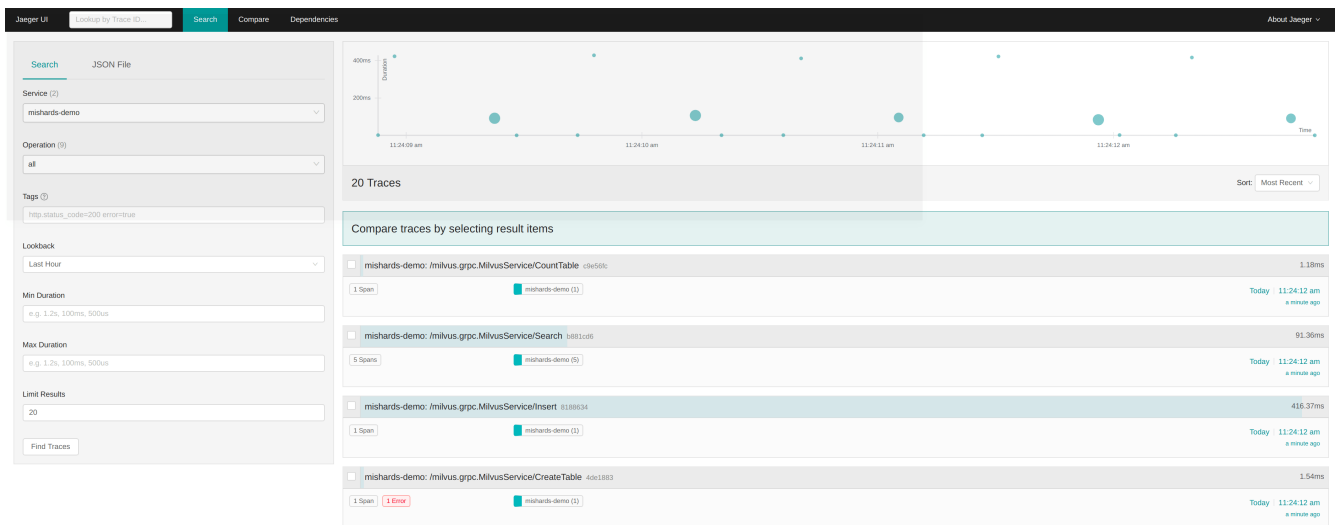 Jaeger UI Lookup by Trace ID... Search Compare Dependencies About Jaeger
Search JSON File
Service (2)
mishards-demo
Operation (9)
all
Tags
http.status_code=200 error=true
Lookback
Last Hour
Min Duration
e.g. 1.2s, 100ms, 500us
Max Duration
e.g. 1.2s, 100ms, 500us
Limit Results
20
Find Traces
400ms
Duration
200ms
Time
11:24:09 am 11:24:10 am 11:24:11 am 11:24:12 am
20 Traces Sort: Most Recent
Compare traces by selecting result items
mishards-demo: /milvus.grpc.MilvusService/CountTable c9e56fc 1.18ms
1 Span mishards-demo (1) Today 11:24:12 am
a minute ago
mishards-demo: /milvus.grpc.MilvusService/Search b881cd6 91.36ms
5 Spans mishards-demo (5) Today 11:24:12 am
a minute ago
mishards-demo: /milvus.grpc.MilvusService/Insert 8188634 416.37ms
1 Span mishards-demo (1) Today 11:24:12 am
a minute ago
mishards-demo: /milvus.grpc.MilvusService/CreateTable 4de1883 1.54ms
1 Span 1 Error mishards-demo (1) Today 11:24:12 am
a minute ago